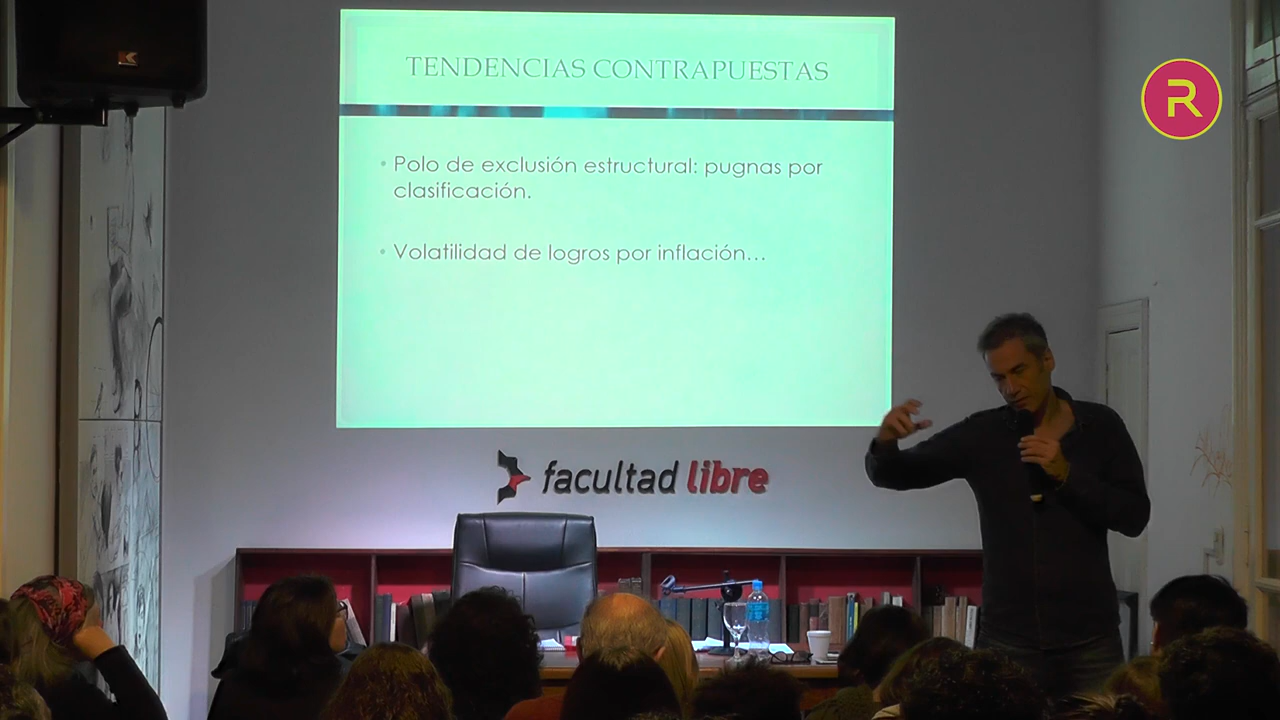 TENDENCIAS CONTRAPUESTAS
R
• Polo de exclusión estructural: pugnas por
clasificación.
• Volatilidad de logros por inflación...
facultad libre